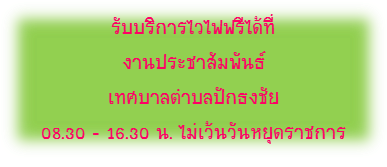 รับบริการไวไฟฟรีได้ที่
งานประชาสัมพันธ์
เทศบาลตำบลปักธงชัย
08.30 - 16.30 น. ไม่เว้นวันหยุดราชการ